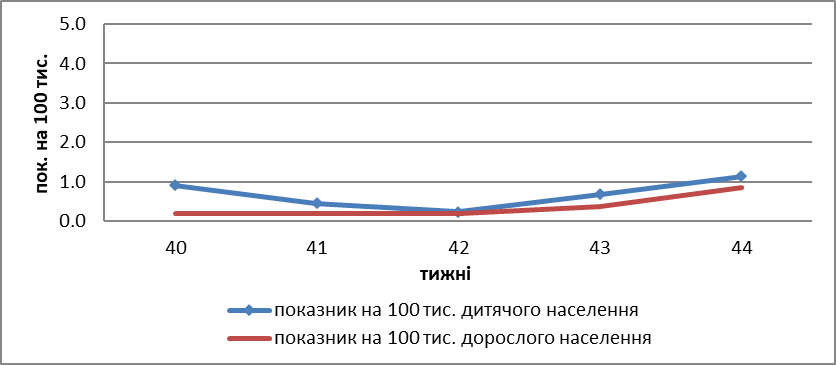 5.0
4.0
3.0
2.0
1.0
0.0
пок. на 100 тис.
40 41 42 43 44
тижні
показник на 100 тис. дитячого населення
показник на 100 тис. дорослого населення